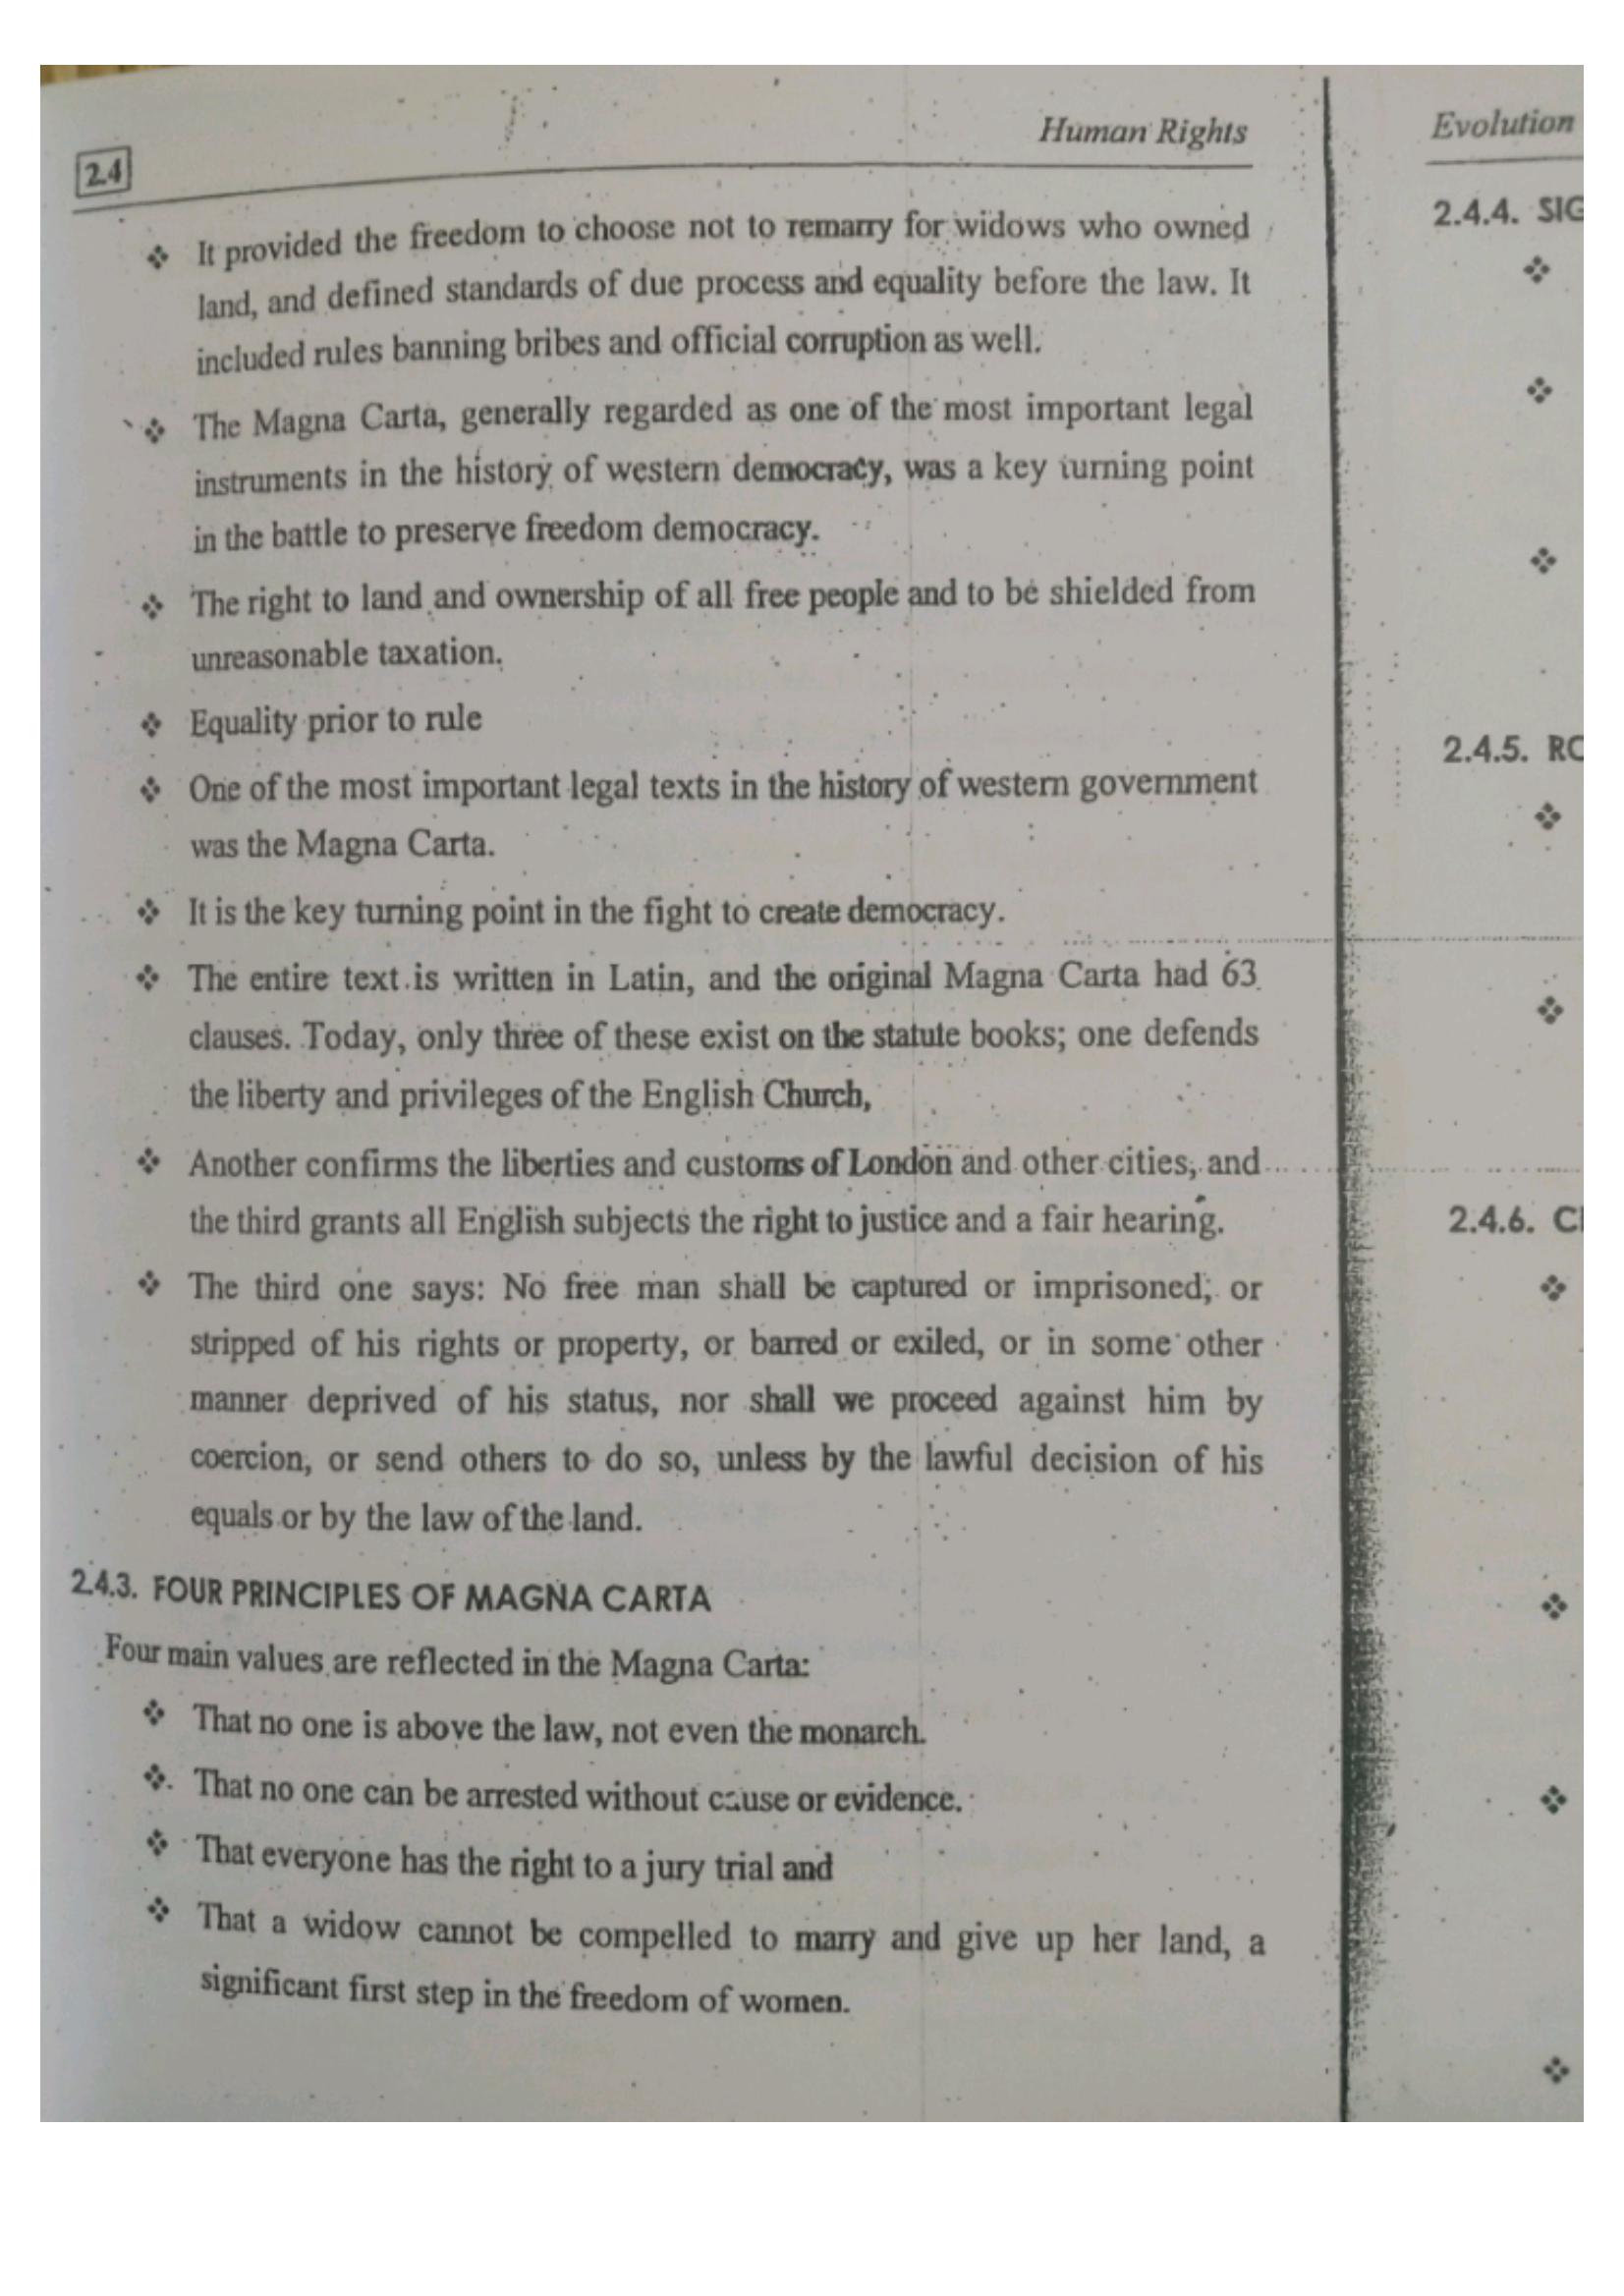 Human Rights
2.4
❖ It provided the freedom to choose not to remarry for widows who owned
land, and defined standards of due process and equality before the law. It
included rules banning bribes and official corruption as well.
❖ The Magna Carta, generally regarded as one of the most important legal
instruments in the history of western democracy, was a key turning point
in the battle to preserve freedom democracy.
❖ The right to land and ownership of all free people and to be shielded from
unreasonable taxation.
❖ Equality prior to rule
❖ One of the most important legal texts in the history of western government
was the Magna Carta.
❖ It is the key turning point in the fight to create democracy.
❖ The entire text is written in Latin, and the original Magna Carta had 63
clauses. Today, only three of these exist on the statute books; one defends
the liberty and privileges of the English Church,
❖ Another confirms the liberties and customs of London and other cities, and
the third grants all English subjects the right to justice and a fair hearing.
❖ The third one says: No free man shall be captured or imprisoned, or
stripped of his rights or property, or barred or exiled, or in some other
manner deprived of his status, nor shall we proceed against him by
coercion, or send others to do so, unless by the lawful decision of his
equals or by the law of the land.
2.4.3. FOUR PRINCIPLES OF MAGNA CARTA
Four main values are reflected in the Magna Carta:
❖ That no one is above the law, not even the monarch.
❖ That no one can be arrested without cause or evidence.
❖ That everyone has the right to a jury trial and
❖ That a widow cannot be compelled to marry and give up her land, a
significant first step in the freedom of women.
Evolution
2.4.4. SIG
2.4.5. RO
2.4.6. C